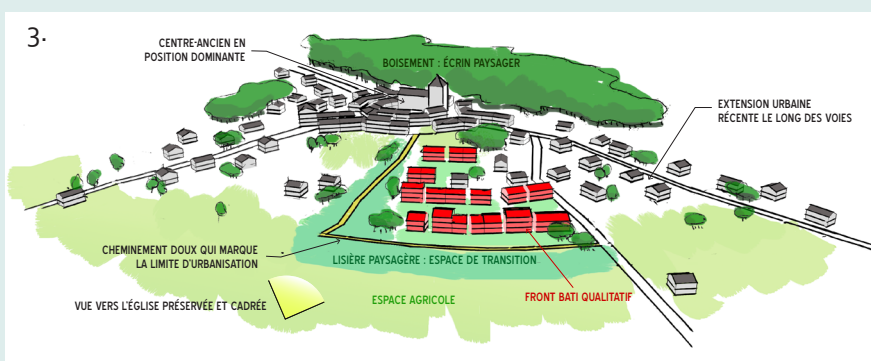 3.
CENTRE-ANCIEN EN
POSITION DOMINANTE
BOISEMENT : ÉCRIN PAYSAGER
EXTENSION URBAINE
RÉCENTE LE LONG DES VOIES
CHEMINEMENT DOUX QUI MARQUE
LA LIMITE D'URBANISATION
LISIÈRE PAYSAGÈRE : ESPACE DE TRANSITION
VUE VERS L'ÉGLISE PRÉSERVÉE ET CADRÉE
ESPACE AGRICOLE
FRONT BATI QUALITATIF